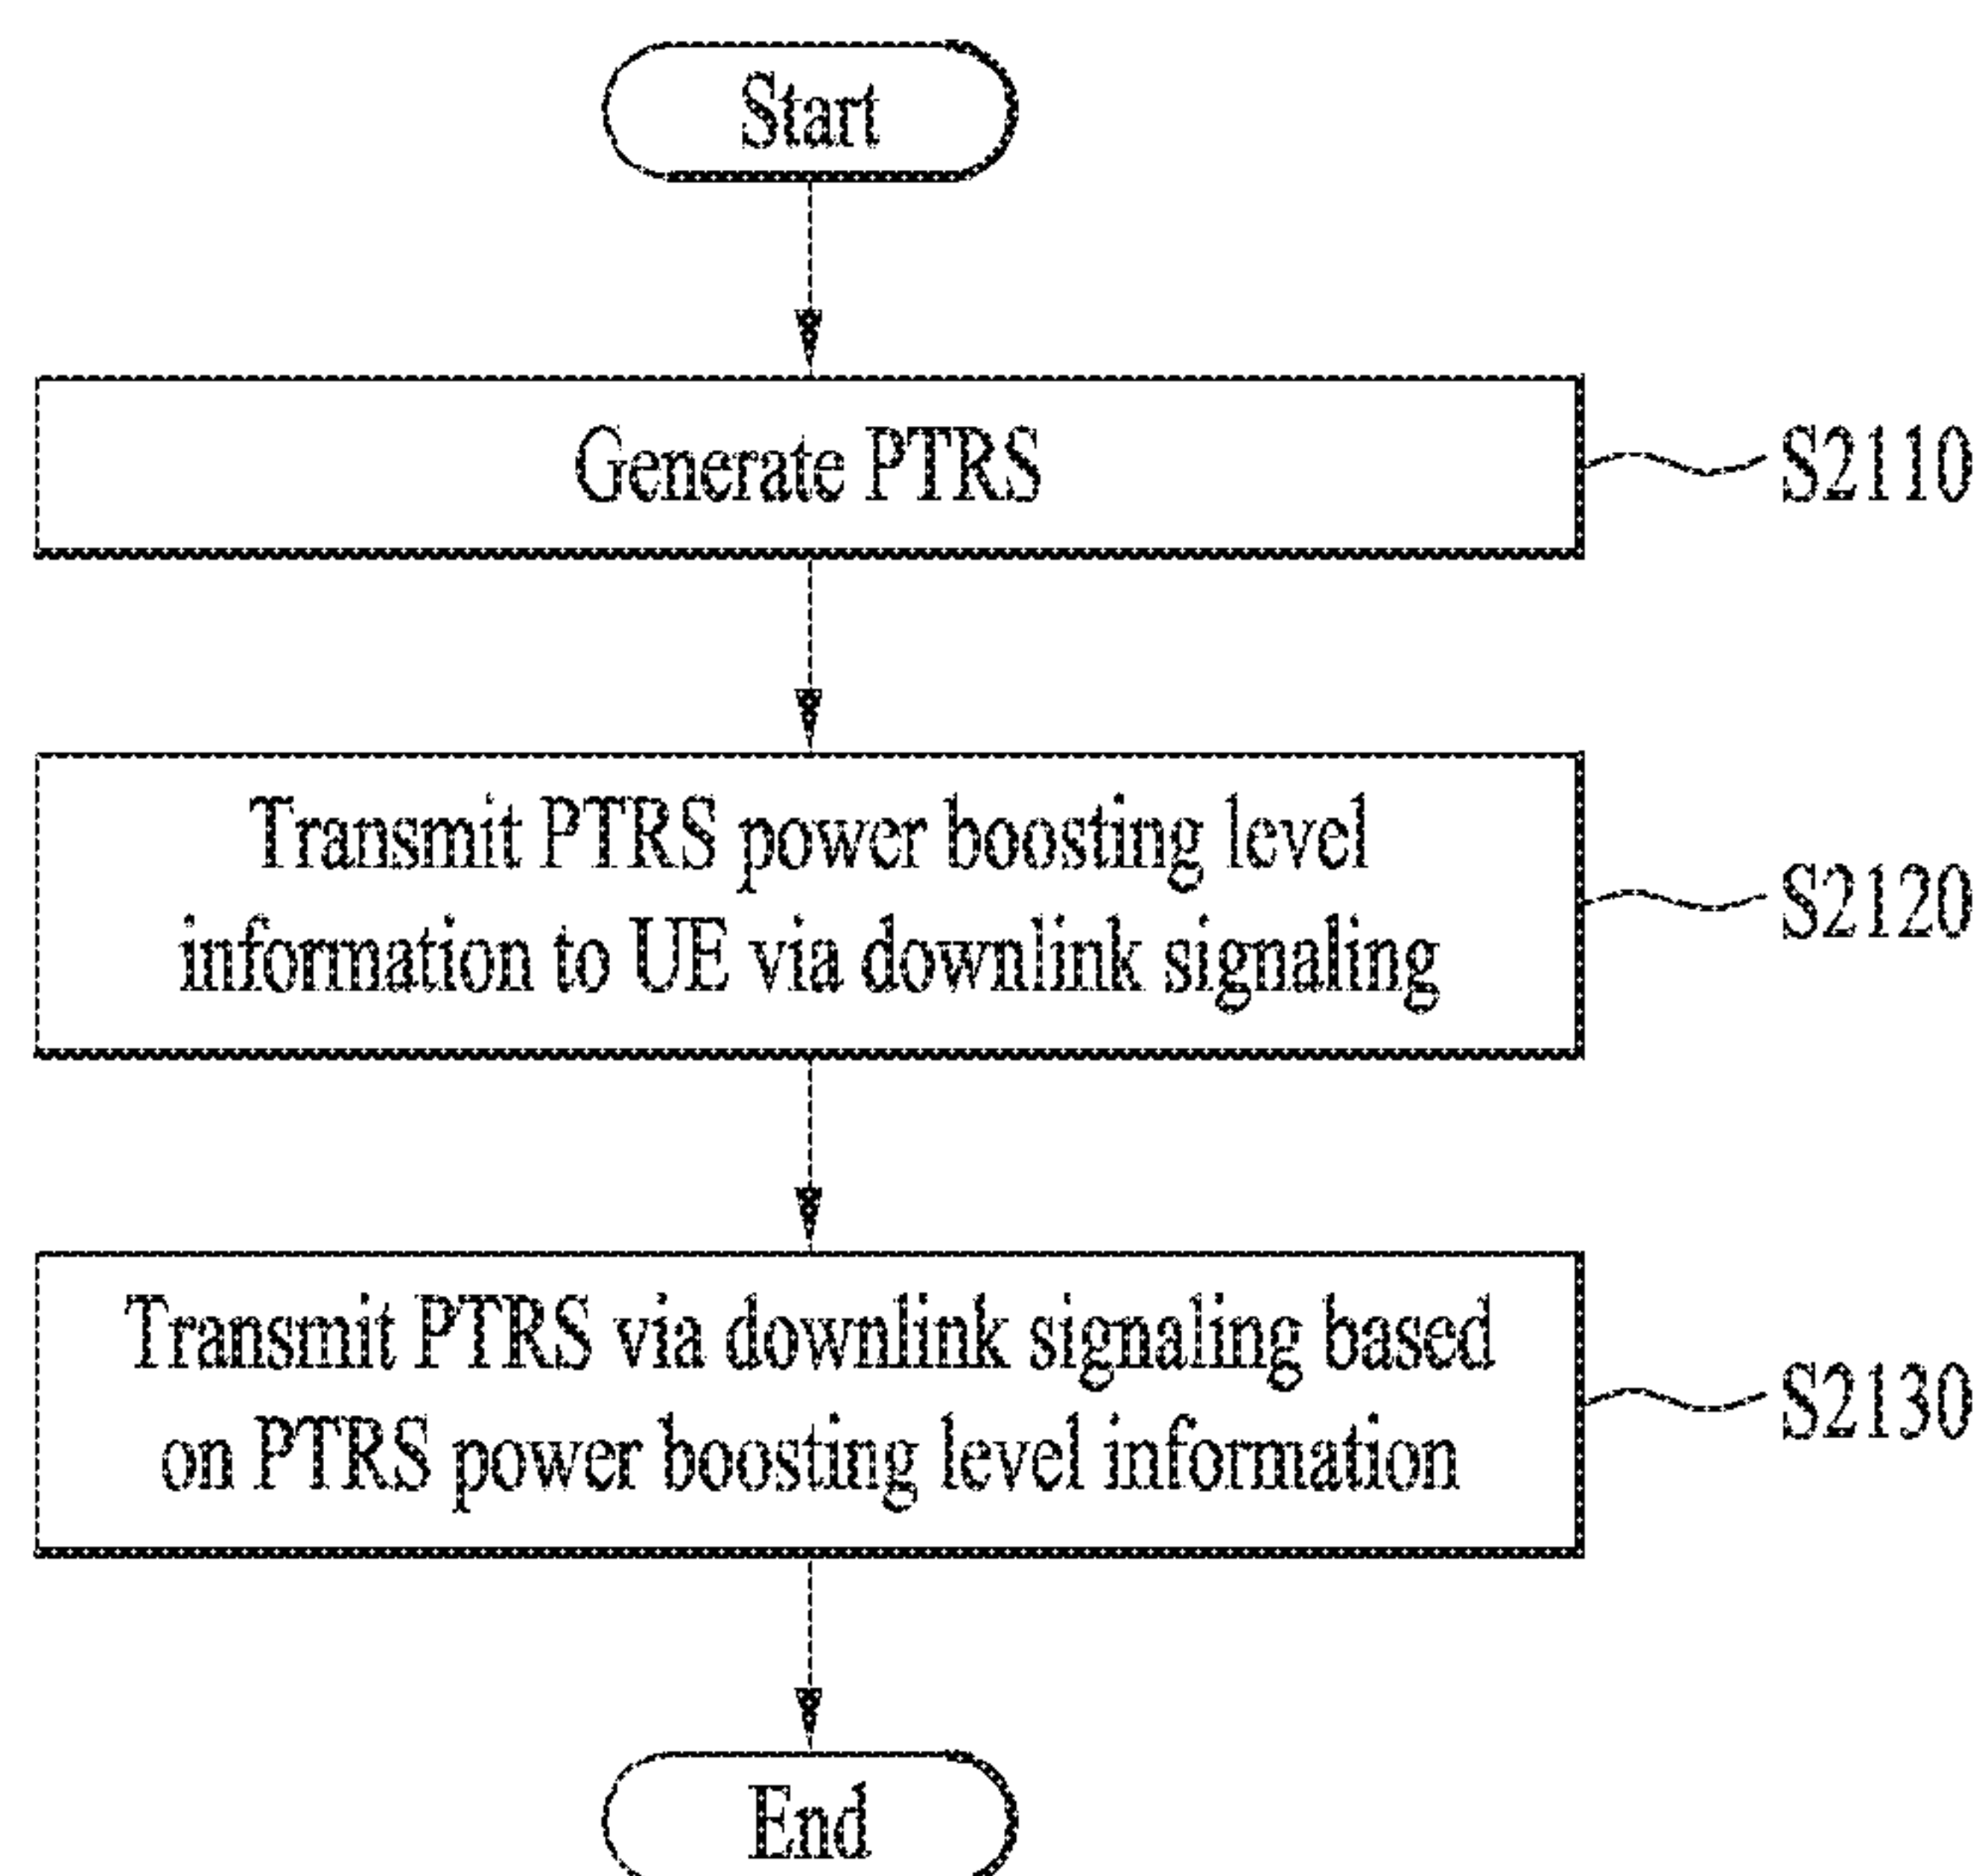 Start
Generate PTRS
S2110
Transmit PTRS power boosting level
information to UE via downlink signaling
S2120
Transmit PTRS via downlink signaling based
on PTRS power boosting level information
S2130
End